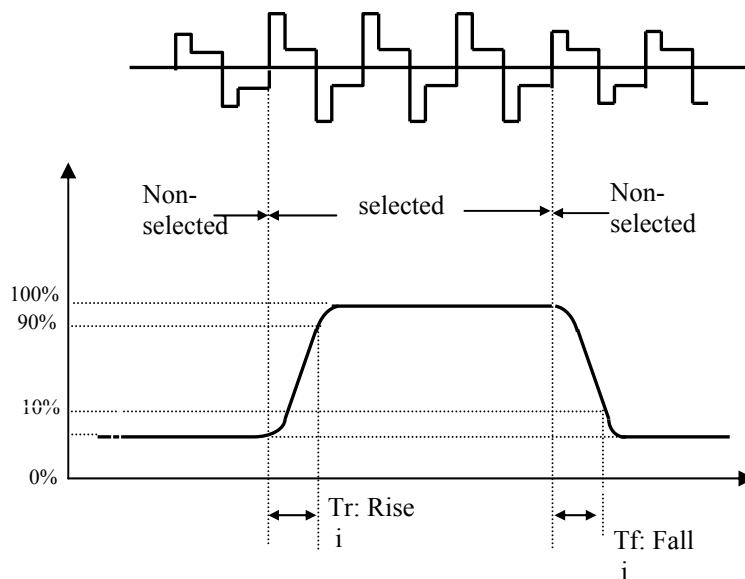 Non-
selected
selected
Non-
selected
100%
90%
10%
0%
Tr: Rise
i
Tf: Fall
i